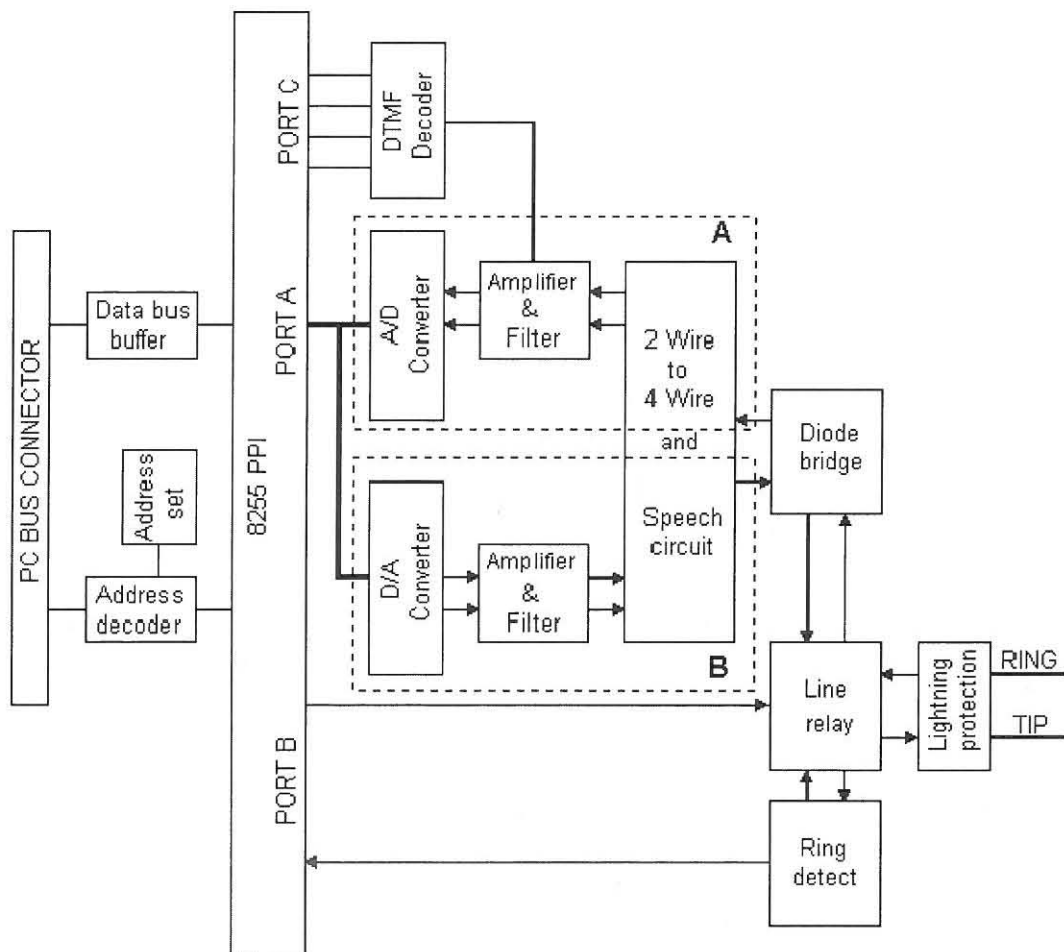 PC BUS CONNECTOR
Data bus
buffer
Address
set
Address
decoder
8255 PPI
PORT C
PORT A
PORT B
DTMF
Decoder
A
A/D
Converter
Amplifier
&
Filter
2 Wire
to
4 Wire
and
Speech
circuit
D/A
Converter
Amplifier
&
Filter
B
Diode
bridge
Line
relay
Lightning
protection
RING
TIP
Ring
detect